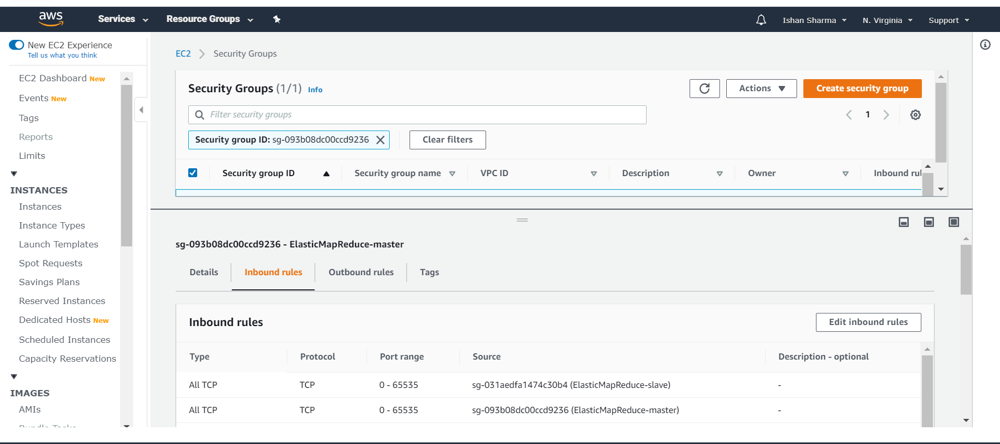 aws Services Resource Groups Ishan Sharma N. Virginia Support
New EC2 Experience
Tell us what you think
EC2 Dashboard New
Events New
Tags
Reports
Limits
INSTANCES
Instances
Instance Types
Launch Templates
Spot Requests
Savings Plans
Reserved Instances
Dedicated Hosts New
Scheduled Instances
Capacity Reservations
IMAGES
AMIs
Bundle Tasks
EC2 Security Groups
Security Groups (1/1) Info
Actions Create security group
Filter security groups
1
Security group ID: sg-093b08dc00ccd9236 Clear filters
Security group ID Security group name VPC ID Description Owner Inbound rul
sg-093b08dc00ccd9236 - ElasticMapReduce-master
Details Inbound rules Outbound rules Tags
Inbound rules Edit inbound rules
Type Protocol Port range Source Description - optional
All TCP TCP 0 - 65535 sg-031aedfa1474c30b4 (ElasticMapReduce-slave) -
All TCP TCP 0 - 65535 sg-093b08dc00ccd9236 (ElasticMapReduce-master) -